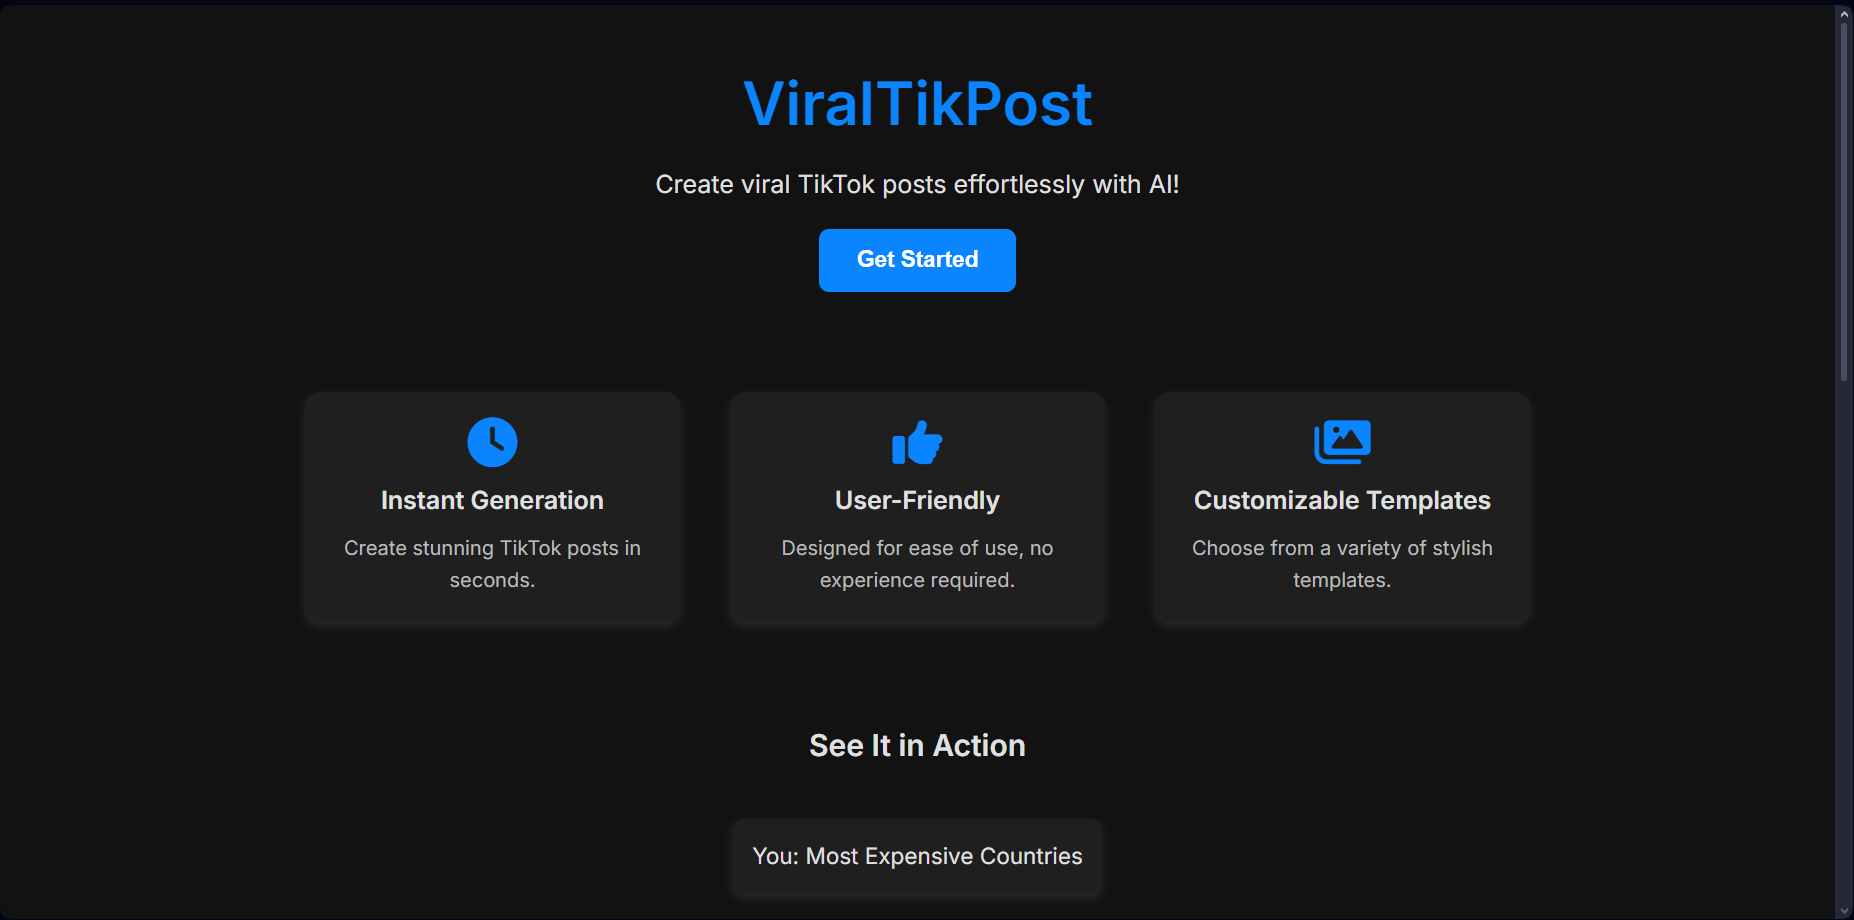 ViralTikPost
Create viral TikTok posts effortlessly with AI!
Get Started
Instant Generation
Create stunning TikTok posts in
seconds.
User-Friendly
Designed for ease of use, no
experience required.
Customizable Templates
Choose from a variety of stylish
templates.
See It in Action
You: Most Expensive Countries